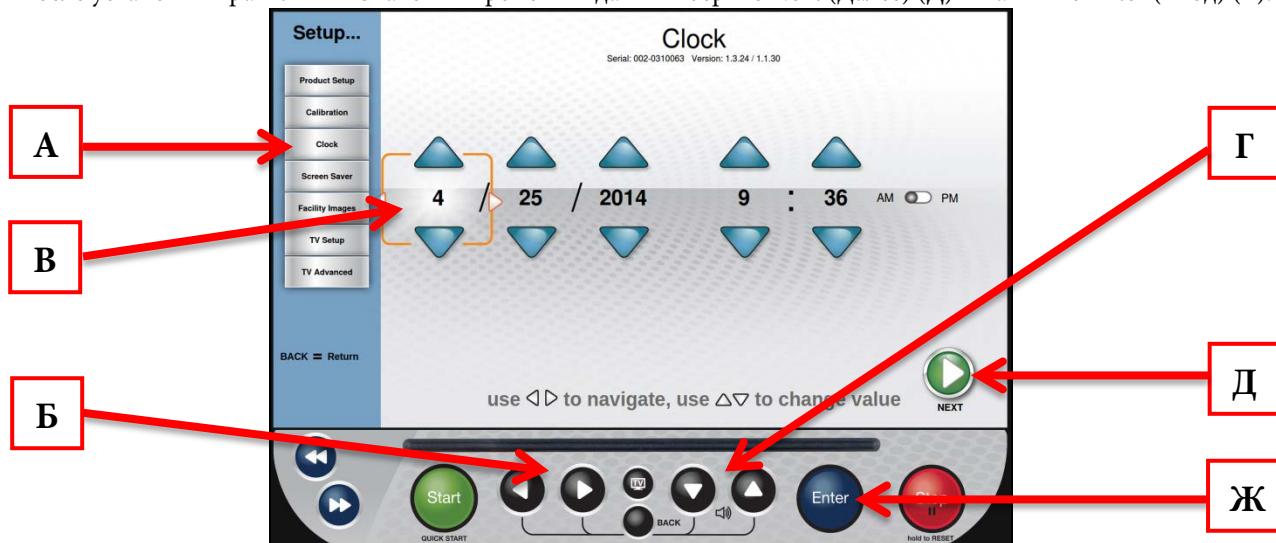 Setup...
Clock
Serial: 002-0310063 Version: 1.3.24 / 1.1.30
Product Setup
Calibration
Clock
Screen Saver
Facility Images
TV Setup
TV Advanced
BACK = Return
А
В
Б
Г
Д
Ж
4 / 25 / 2014 9 : 36 AM PM
use ◁ ▷ to navigate, use △▽ to change value
NEXT
Start
QUICK START
TV
BACK
Enter
Stop
hold to RESET